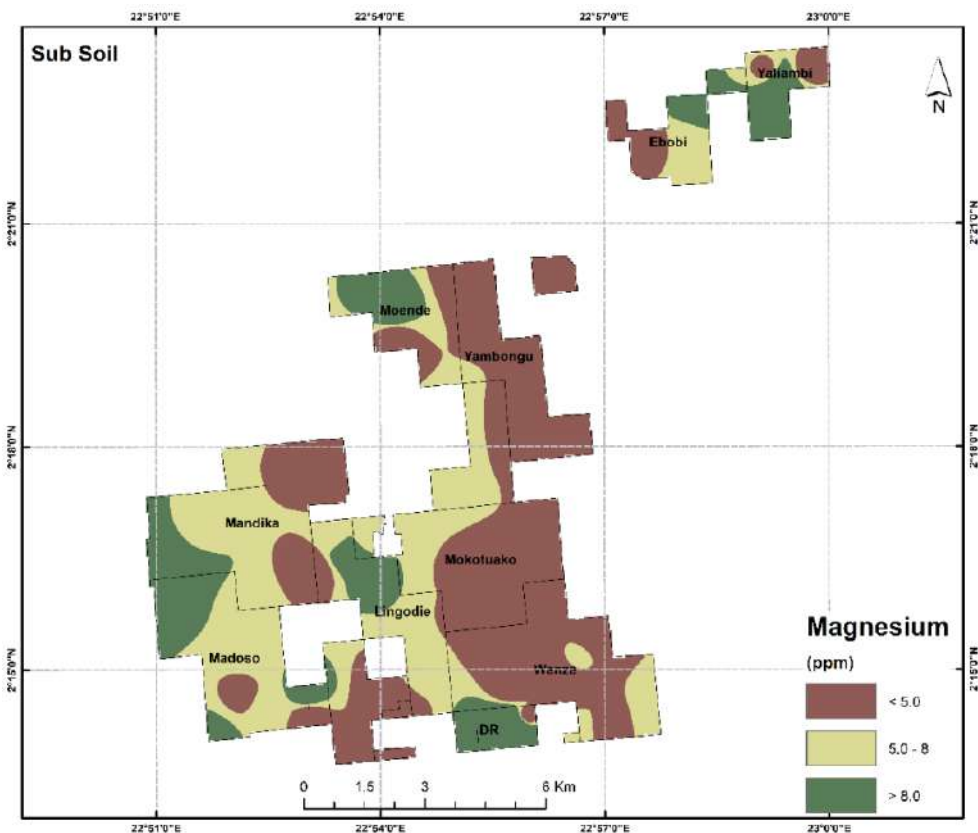 22°51'0"E 22°54'0"E 22°57'0"E 23°0'0"E
Sub Soil
N
Yaliambi
Ebobi
2°21'0"N 2°21'0"N
Moende
Yambongu
2°18'0"N 2°18'0"N
Mandika
Mokotuako
Lingodie
Madoso
Wanza
2°15'0"N 2°15'0"N
DR
Magnesium
(ppm)
< 5.0
5.0 - 8
> 8.0
0 1.5 3 6 Km
22°51'0"E 22°54'0"E 22°57'0"E 23°0'0"E